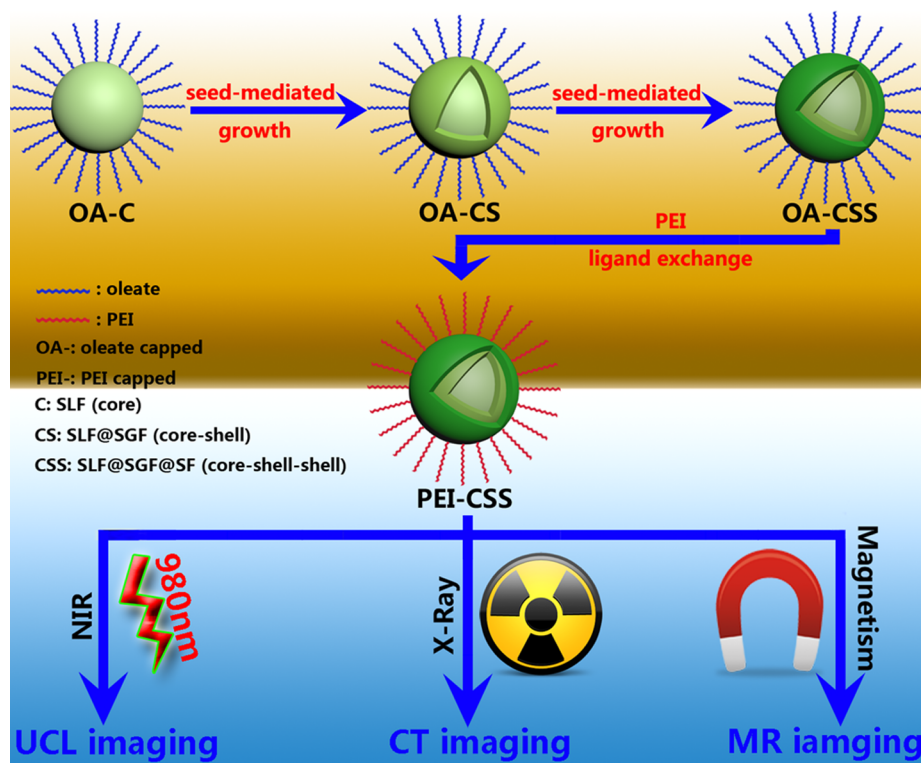 seed-mediated
growth
seed-mediated
growth
OA-C
OA-CS
OA-CSS
PEI
ligand exchange
: oleate
: PEI
OA-: oleate capped
PEI-: PEI capped
C: SLF (core)
CS: SLF@SGF (core-shell)
CSS: SLF@SGF@SF (core-shell-shell)
PEI-CSS
NIR
980nm
X-Ray
Magnetism
UCL imaging
CT imaging
MR iamging